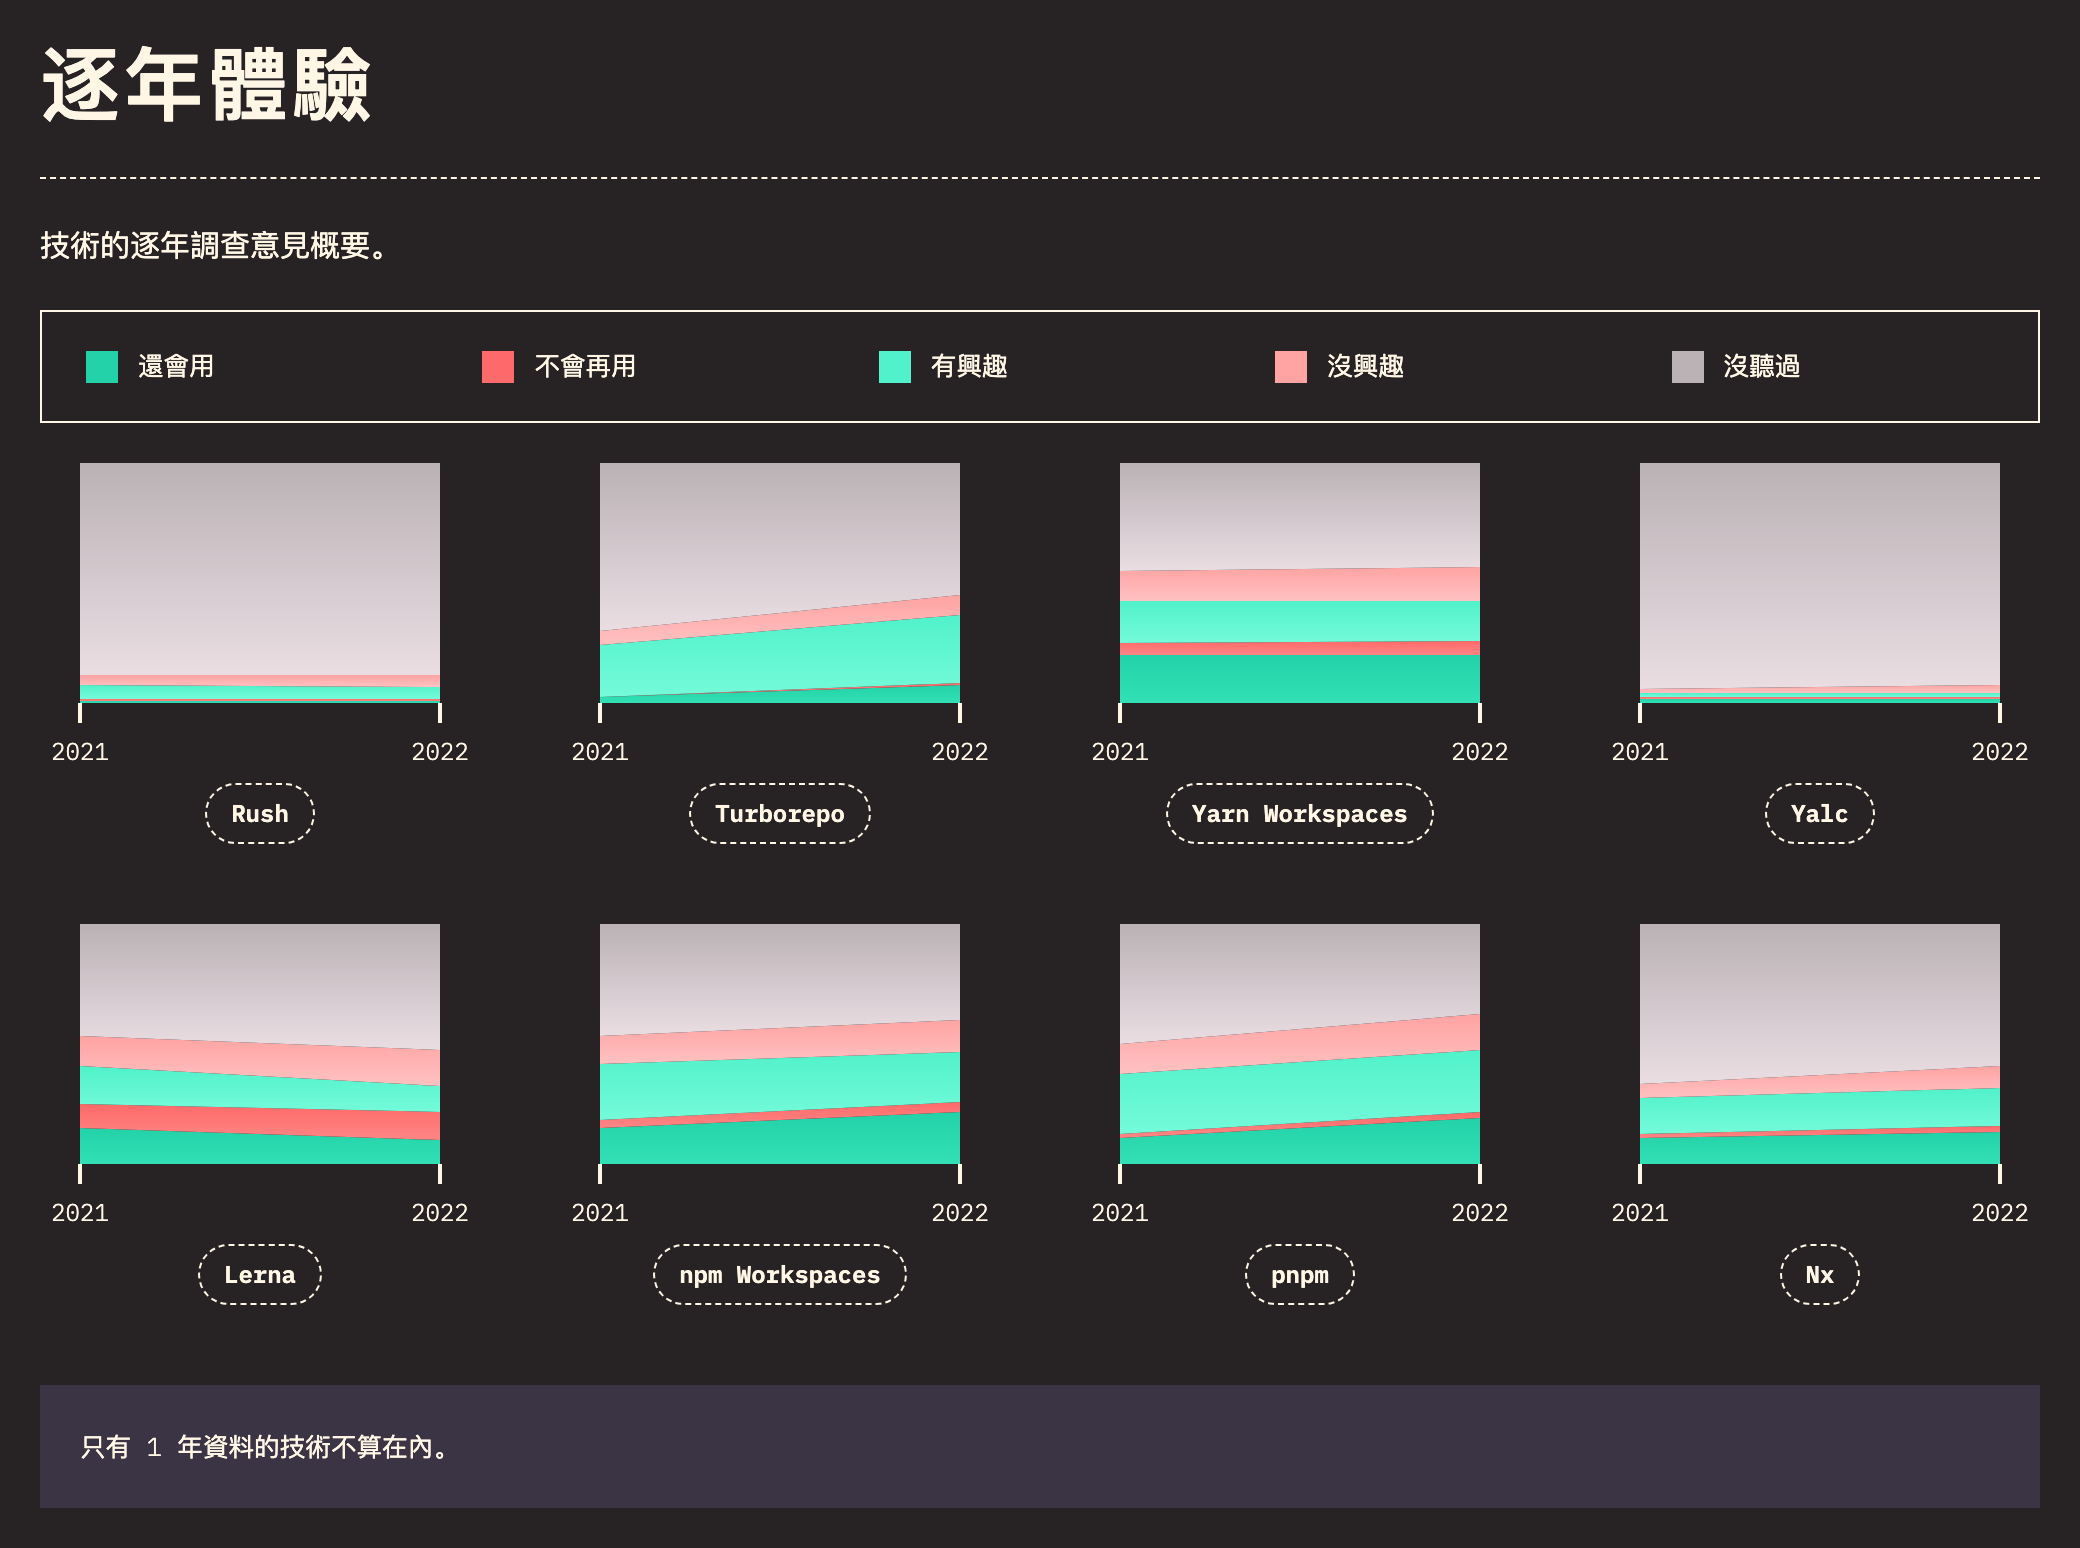 逐年體驗
技術的逐年調查意見概要。
還會用 不會再用 有興趣 沒興趣 沒聽過
2021 2022 2021 2022 2021 2022 2021 2022
Rush Turborepo Yarn Workspaces Yalc
2021 2022 2021 2022 2021 2022 2021 2022
Lerna npm Workspaces pnpm Nx
只有 1 年資料的技術不算在內。